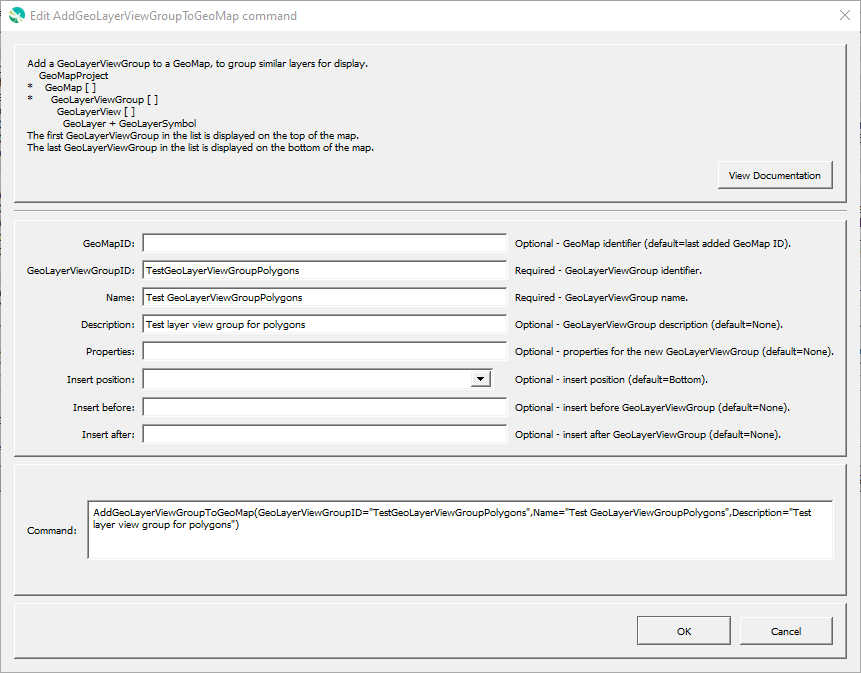 Edit AddGeoLayerViewGroupToGeoMap command
Add a GeoLayerViewGroup to a GeoMap, to group similar layers for display.
GeoMapProject
* GeoMap [ ]
* GeoLayerViewGroup [ ]
GeoLayerView [ ]
GeoLayer + GeoLayerSymbol
The first GeoLayerViewGroup in the list is displayed on the top of the map.
The last GeoLayerViewGroup in the list is displayed on the bottom of the map.
View Documentation
GeoMapID: Optional - GeoMap identifier (default=last added GeoMap ID).
GeoLayerViewGroupID: TestGeoLayerViewGroupPolygons Required - GeoLayerViewGroup identifier.
Name: Test GeoLayerViewGroupPolygons Required - GeoLayerViewGroup name.
Description: Test layer view group for polygons Optional - GeoLayerViewGroup description (default=None).
Properties: Optional - properties for the new GeoLayerViewGroup (default=None).
Insert position: Optional - insert position (default=Bottom).
Insert before: Optional - insert before GeoLayerViewGroup (default=None).
Insert after: Optional - insert after GeoLayerViewGroup (default=None).
AddGeoLayerViewGroupToGeoMap(GeoLayerViewGroupID="TestGeoLayerViewGroupPolygons",Name="Test GeoLayerViewGroupPolygons",Description="Test
layer view group for polygons")
Command:
OK Cancel